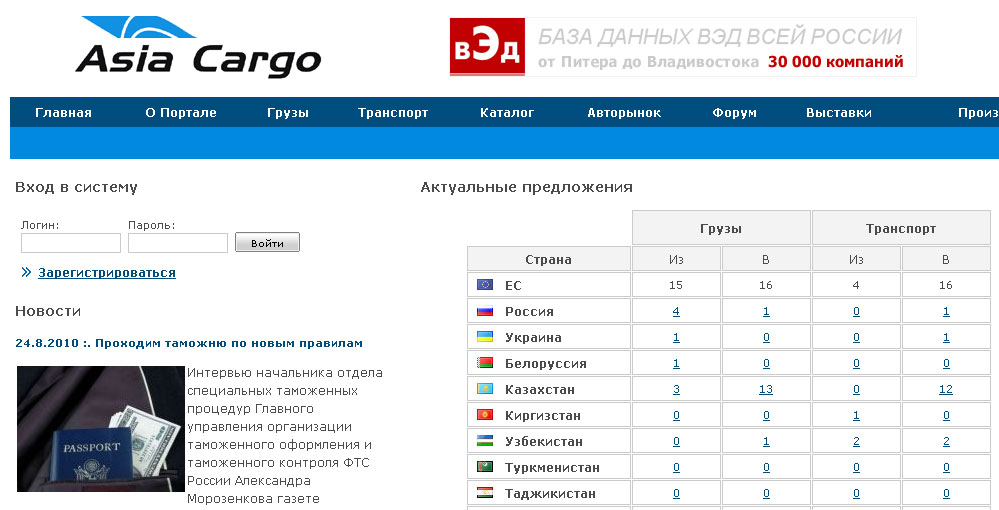 Asia Cargo
вЭд
БАЗА ДАННЫХ ВЭД ВСЕЙ РОССИИ
от Питера до Владивостока 30 000 компаний
Главная О Портале Грузы Транспорт Каталог Авторынок Форум Выставки Произ
Вход в систему
Логин: Пароль:
Войти
» Зарегистрироваться
Новости
24.8.2010 :. Проходим таможню по новым правилам
PASSPORT
Интервью начальника отдела
специальных таможенных
процедур Главного
управления организации
таможенного оформления и
таможенного контроля ФТС
России Александра
Морозенкова газете
Актуальные предложения
Грузы Транспорт
Страна Из В Из В
ЕС 15 16 4 16
Россия 4 1 0 1
Украина 1 0 0 1
Белоруссия 1 0 0 0
Казахстан 3 13 0 12
Киргизстан 0 0 1 0
Узбекистан 0 1 2 2
Туркменистан 0 0 0 0
Таджикистан 0 0 0 0